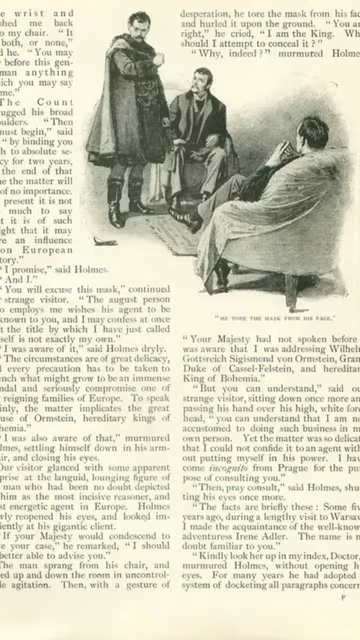 e wrist and
shed me back
o my chair. "It
both, or none,"
d he. "You may
before this gen-
man anything
ich you may say
me."
The Count
rugged his broad
oulders. "Then
nust begin," said
"by binding you
h to absolute se-
cy for two years,
the end of that
e the matter will
of no importance.
present it is not
much to say
t it is of such
ight that it may
e an influence
on European
tory."
"I promise," said Holmes.
"And I."
"You will excuse this mask," continued
strange visitor. "The august person
o employs me wishes his agent to be
known to you, and I may confess at once
t the title by which I have just called
self is not exactly my own."
"I was aware of it," said Holmes drily.
"The circumstances are of great delicacy,
l every precaution has to be taken to
nch what might grow to be an immense
ndal and seriously compromise one of
reigning families of Europe. To speak
inly, the matter implicates the great
use of Ormstein, hereditary kings of
hemia."
"I was also aware of that," murmured
lmes, settling himself down in his arm-
ir, and closing his eyes.
Our visitor glanced with some apparent
prise at the languid, lounging figure of
man who had been no doubt depicted
him as the most incisive reasoner, and
st energetic agent in Europe. Holmes
wly reopened his eyes, and looked im-
iently at his gigantic client.
"If your Majesty would condescend to
te your case," he remarked, "I should
better able to advise you."
The man sprang from his chair, and
ed up and down the room in uncontrol-
le agitation. Then, with a gesture of
desperation, he tore the mask from his fac
and hurled it upon the ground. "You ar
right," he cried, "I am the King. Wh
should I attempt to conceal it?"
"Why, indeed?" murmured Holme
"HE TORE THE MASK FROM HIS FACE."
"Your Majesty had not spoken before
was aware that I was addressing Wilhelm
Gottsreich Sigismond von Ormstein, Gran
Duke of Cassel-Felstein, and hereditar
King of Bohemia."
"But you can understand," said ou
strange visitor, sitting down once more an
passing his hand over his high, white fore
head, "you can understand that I am no
accustomed to doing such business in m
own person. Yet the matter was so delicat
that I could not confide it to an agent with
out putting myself in his power. I hav
come incognito from Prague for the pu
pose of consulting you."
"Then, pray consult," said Holmes, shu
ting his eyes once more.
"The facts are briefly these: Some fiv
years ago, during a lengthy visit to Warsaw
I made the acquaintance of the well-know
adventuress Irene Adler. The name is n
doubt familiar to you."
"Kindly look her up in my index, Doctor,
murmured Holmes, without opening h
eyes. For many years he had adopted
system of docketing all paragraphs concern
F